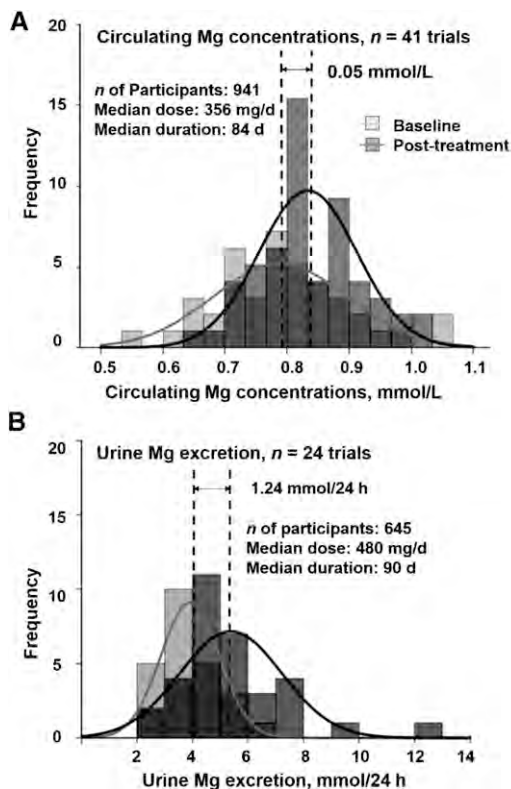 A
Circulating Mg concentrations, n = 41 trials
0.05 mmol/L
n of Participants: 941
Median dose: 356 mg/d
Median duration: 84 d
Baseline
Post-treatment
Frequency
20
15
10
5
0
0.5 0.6 0.7 0.8 0.9 1.0 1.1
Circulating Mg concentrations, mmol/L
B
Urine Mg excretion, n = 24 trials
1.24 mmol/24 h
n of participants: 645
Median dose: 480 mg/d
Median duration: 90 d
Frequency
20
15
10
5
0
2 4 6 8 10 12 14
Urine Mg excretion, mmol/24 h